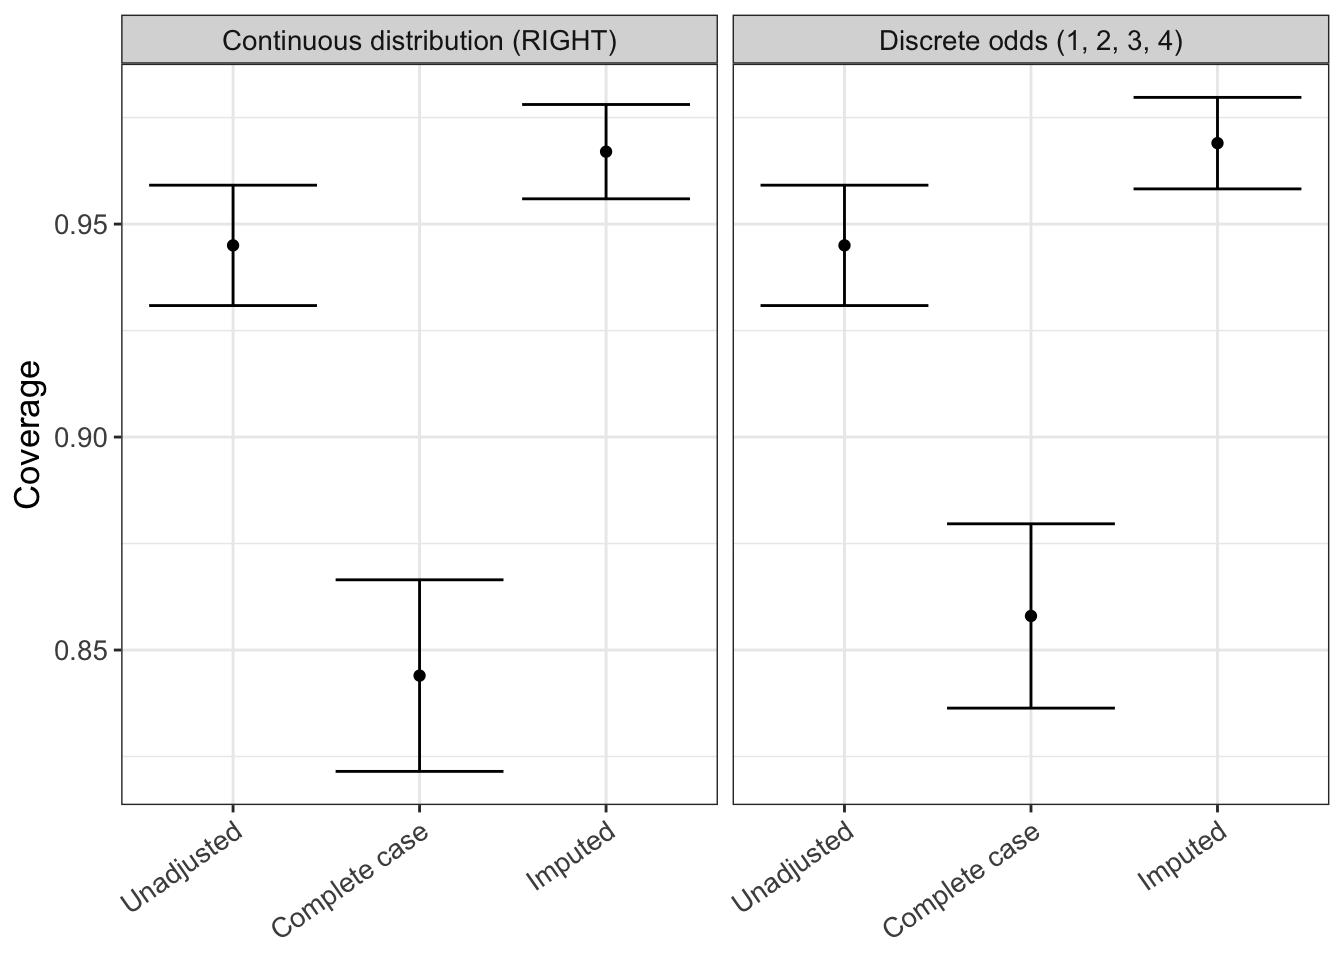 Continuous distribution (RIGHT)
Discrete odds (1, 2, 3, 4)
Coverage
0.95
0.90
0.85
Unadjusted
Complete case
Imputed
Unadjusted
Complete case
Imputed